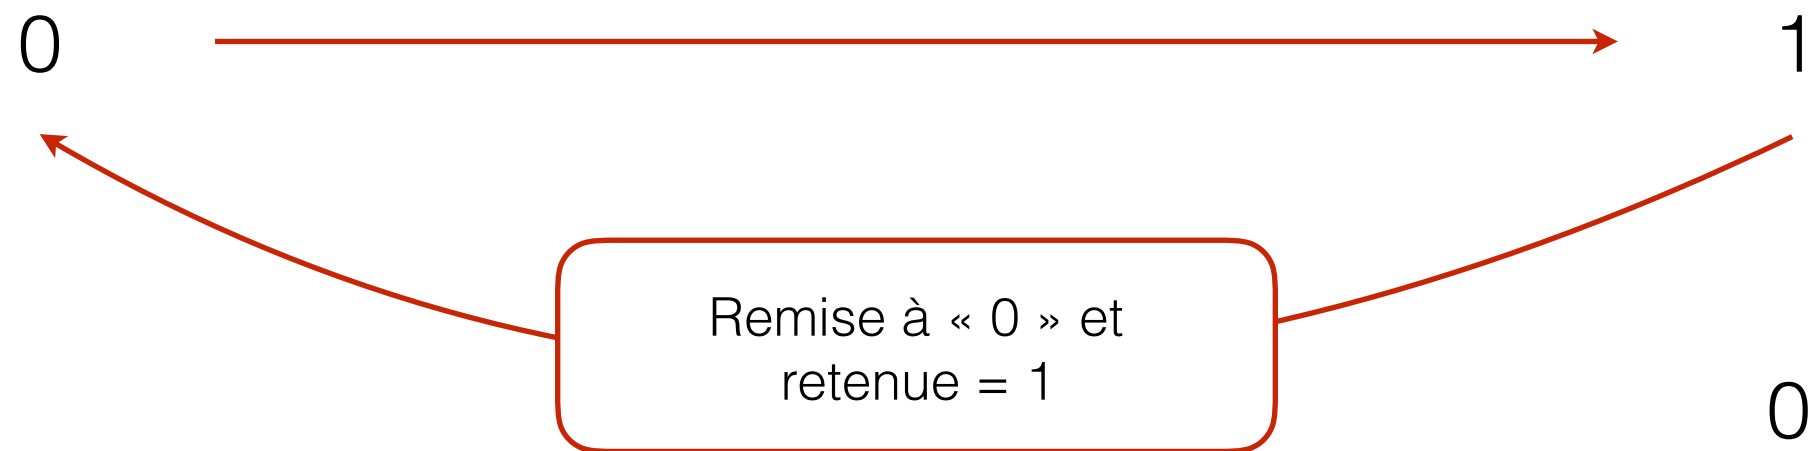 0 1
Remise à « 0 » et
retenue = 1
0